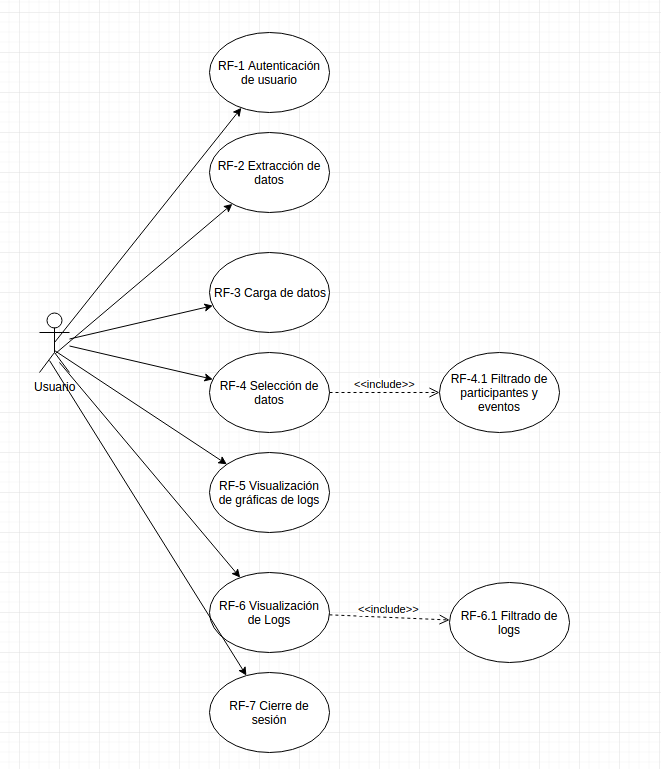 RF-1 Autenticación
de usuario
RF-2 Extracción de
datos
RF-3 Carga de datos
Usuario
RF-4 Selección de
datos
<<include>>
RF-4.1 Filtrado de
participantes y
eventos
RF-5 Visualización
de gráficas de logs
RF-6 Visualización
de Logs
<<include>>
RF-6.1 Filtrado de
logs
RF-7 Cierre de
sesión